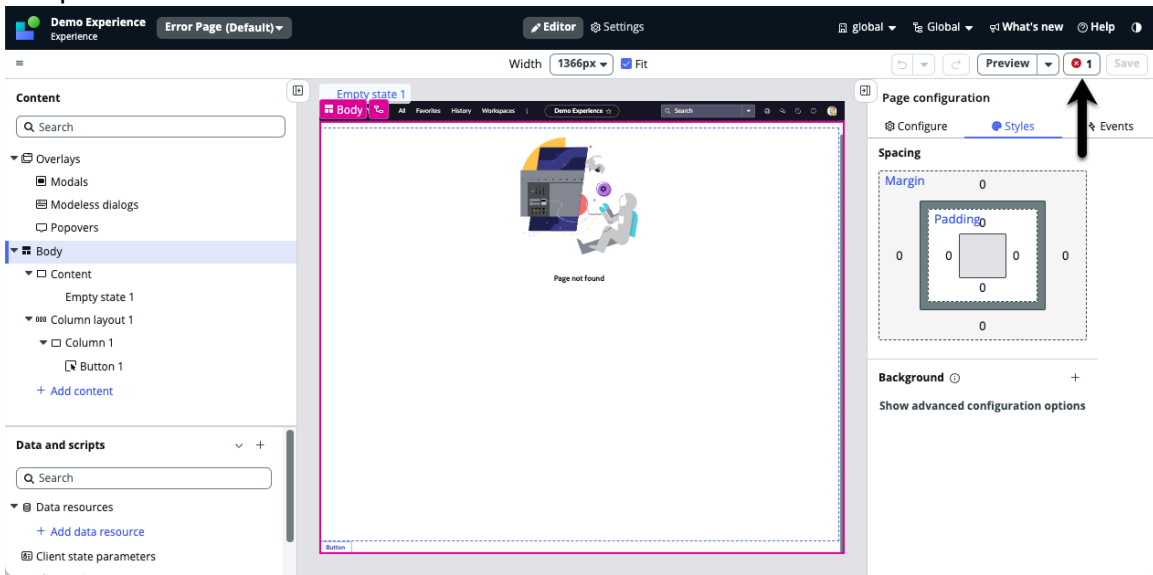 Demo Experience
Experience
Error Page (Default)
Editor
Settings
global
Global
What's new
Help
Width
1366px
Fit
Preview
1
Save
Content
Search
Overlays
Modals
Modeless dialogs
Popovers
Body
Content
Empty state 1
Column layout 1
Column 1
Button 1
+ Add content
Data and scripts
Search
Data resources
+ Add data resource
Client state parameters
Empty state 1
Body
All
Favorites
History
Workspaces
Demo Experience
Search
Page not found
Button
Page configuration
Configure
Styles
Events
Spacing
Margin
0
Padding
0
0
0
0
0
0
0
Background
Show advanced configuration options